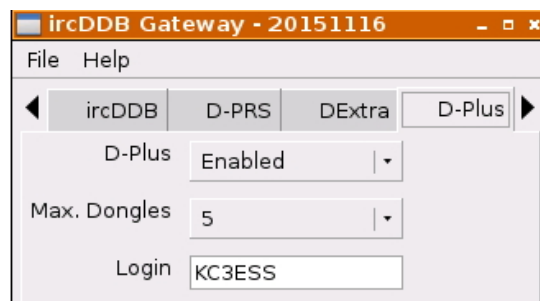 ircDDB Gateway - 20151116
File Help
ircDDB D-PRS DExtra D-Plus
D-Plus Enabled
Max. Dongles 5
Login KC3ESS